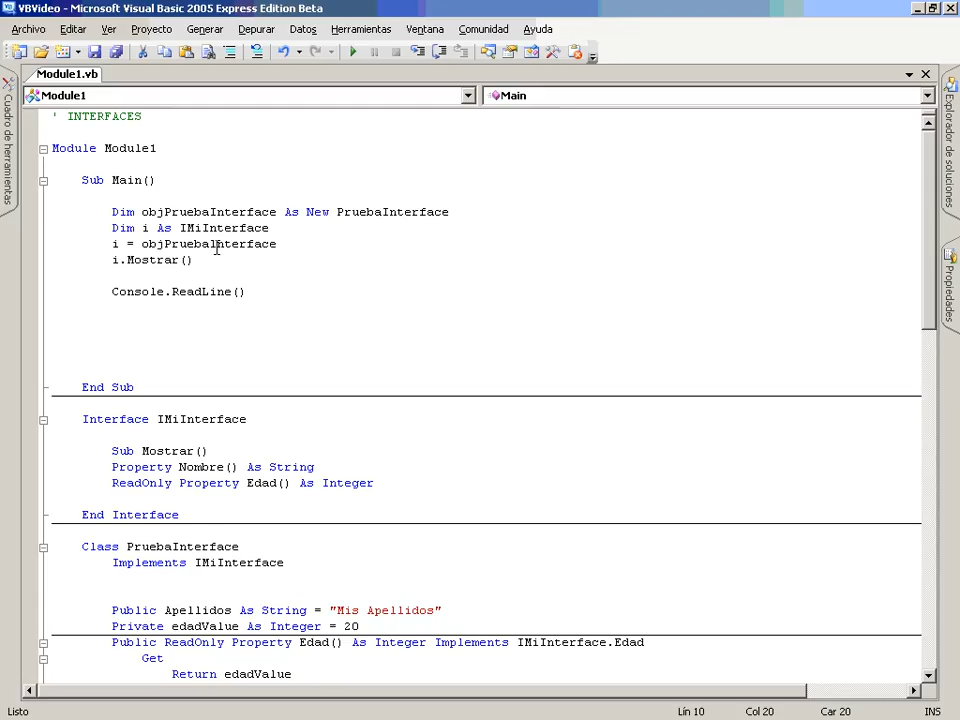 VBVideo - Microsoft Visual Basic 2005 Express Edition Beta
Archivo Editar Ver Proyecto Generar Depurar Datos Herramientas Ventana Comunidad Ayuda
Module1.vb
Module1 Main
Cuadro de herramientas
Explorador de soluciones
Propiedades
' INTERFACES
Module Module1
Sub Main()
Dim objPruebaInterface As New PruebaInterface
Dim i As IMiInterface
i = objPruebaInterface
i.Mostrar()
Console.ReadLine()
End Sub
Interface IMiInterface
Sub Mostrar()
Property Nombre() As String
ReadOnly Property Edad() As Integer
End Interface
Class PruebaInterface
Implements IMiInterface
Public Apellidos As String = "Mis Apellidos"
Private edadValue As Integer = 20
Public ReadOnly Property Edad() As Integer Implements IMiInterface.Edad
Get
Return edadValue
Listo Lín 10 Col 20 Car 20 INS